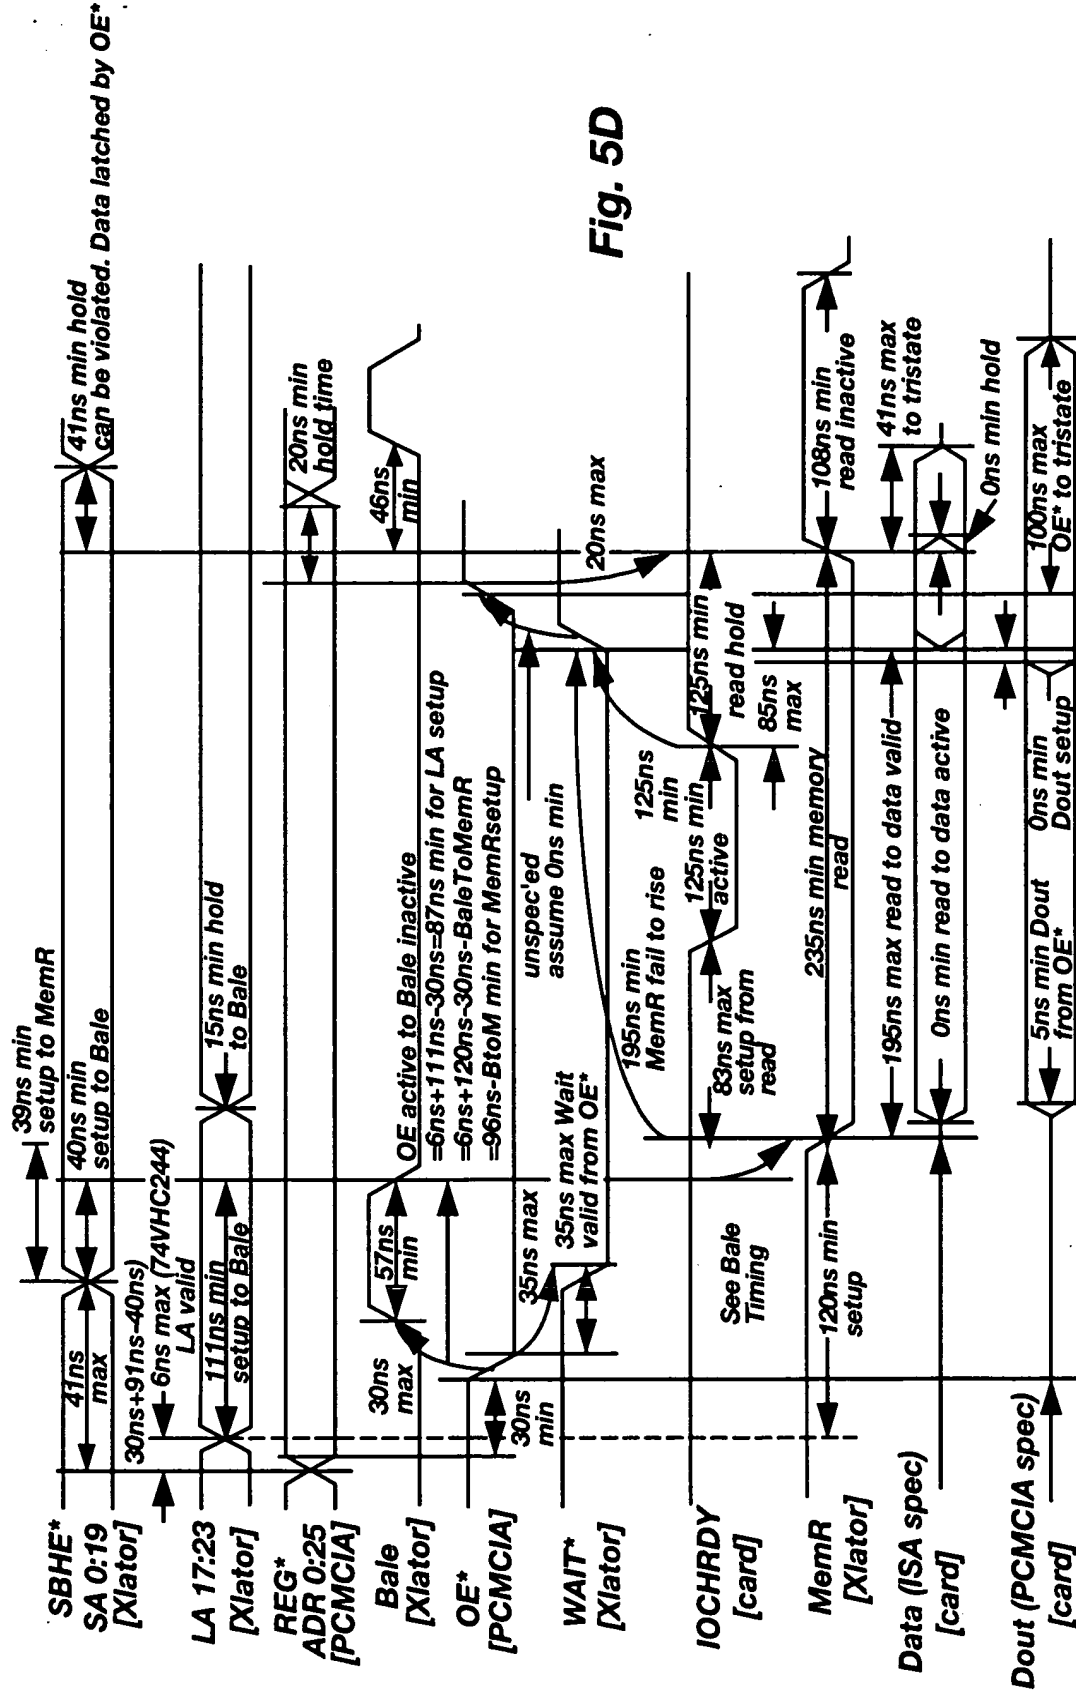 SBHE*
SA 0:19
[Xlator]
41ns
max
39ns min
setup to MemR
40ns min
setup to Bale
41ns min hold
can be violated. Data latched by OE*
30ns+91ns-40ns)
6ns max (74VHC244)
LA valid
LA 17:23
[Xlator]
111ns min
setup to Bale
15ns min hold
to Bale
REG*
ADR 0:25
[PCMCIA]
20ns min
hold time
Bale
[Xlator]
30ns
max
57ns
min
46ns
min
OE active to Bale inactive
=6ns+111ns-30ns=87ns min for LA setup
=6ns+120ns-30ns-BaleToMemR
=96ns-BtoM min for MemRsetup
OE*
[PCMCIA]
30ns
min
35ns max
unspec'ed
assume 0ns min
WAIT*
[Xlator]
35ns max Wait
valid from OE*
20ns max
195ns min
MemR fail to rise
125ns
min
IOCHRDY
[card]
See Bale
Timing
83ns max
setup from
read
125ns min
active
125ns min
read hold
85ns
max
MemR
[Xlator]
120ns min
setup
235ns min memory
read
108ns min
read inactive
Data (ISA spec)
[card]
195ns max read to data valid
0ns min read to data active
41ns max
to tristate
0ns min hold
Dout (PCMCIA spec)
[card]
5ns min Dout
from OE*
0ns min
Dout setup
100ns max
OE* to tristate
Fig. 5D